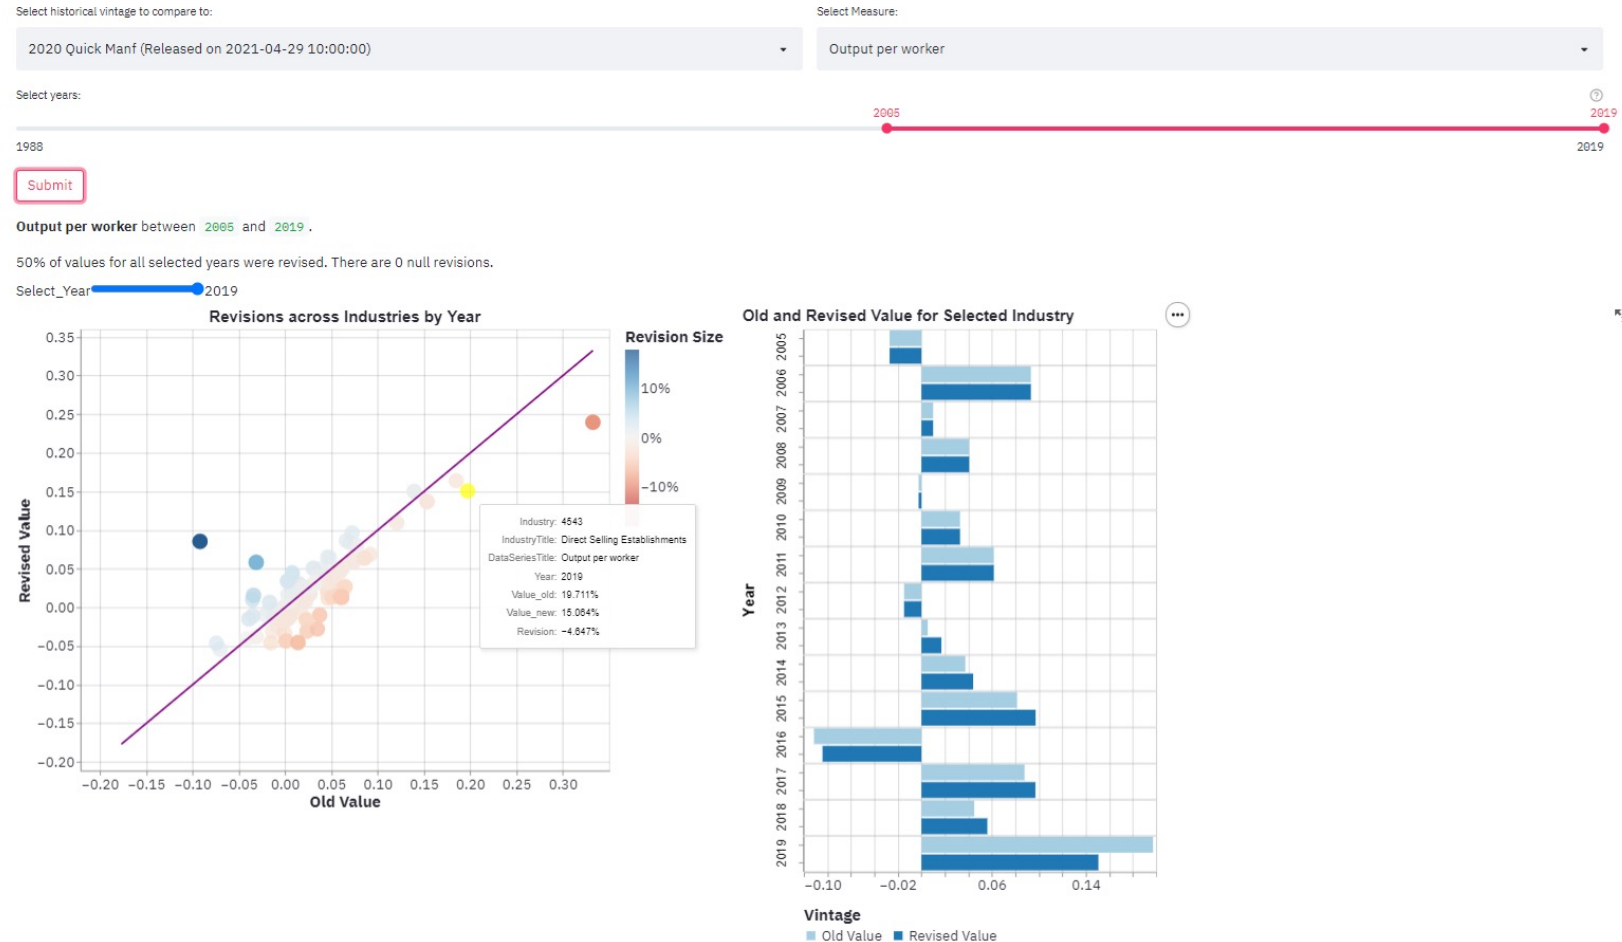 Select historical vintage to compare to:
Select Measure:
2020 Quick Manf (Released on 2021-04-29 10:00:00)
Output per worker
Select years:
2005
2019
1988
2019
Submit
Output per worker between 2005 and 2019 .
50% of values for all selected years were revised. There are 0 null revisions.
Select_Year 2019
Revisions across Industries by Year
Revised Value
0.35
0.30
0.25
0.20
0.15
0.10
0.05
0.00
−0.05
−0.10
−0.15
−0.20
−0.20 −0.15 −0.10 −0.05 0.00 0.05 0.10 0.15 0.20 0.25 0.30
Old Value
Revision Size
10%
0%
−10%
Industry: 4543
IndustryTitle: Direct Selling Establishments
DataSeriesTitle: Output per worker
Year: 2019
Value_old: 19.711%
Value_new: 15.064%
Revision: −4.647%
Old and Revised Value for Selected Industry
Year
2005
2006
2007
2008
2009
2010
2011
2012
2013
2014
2015
2016
2017
2018
2019
−0.10 −0.02 0.06 0.14
Vintage
Old Value Revised Value